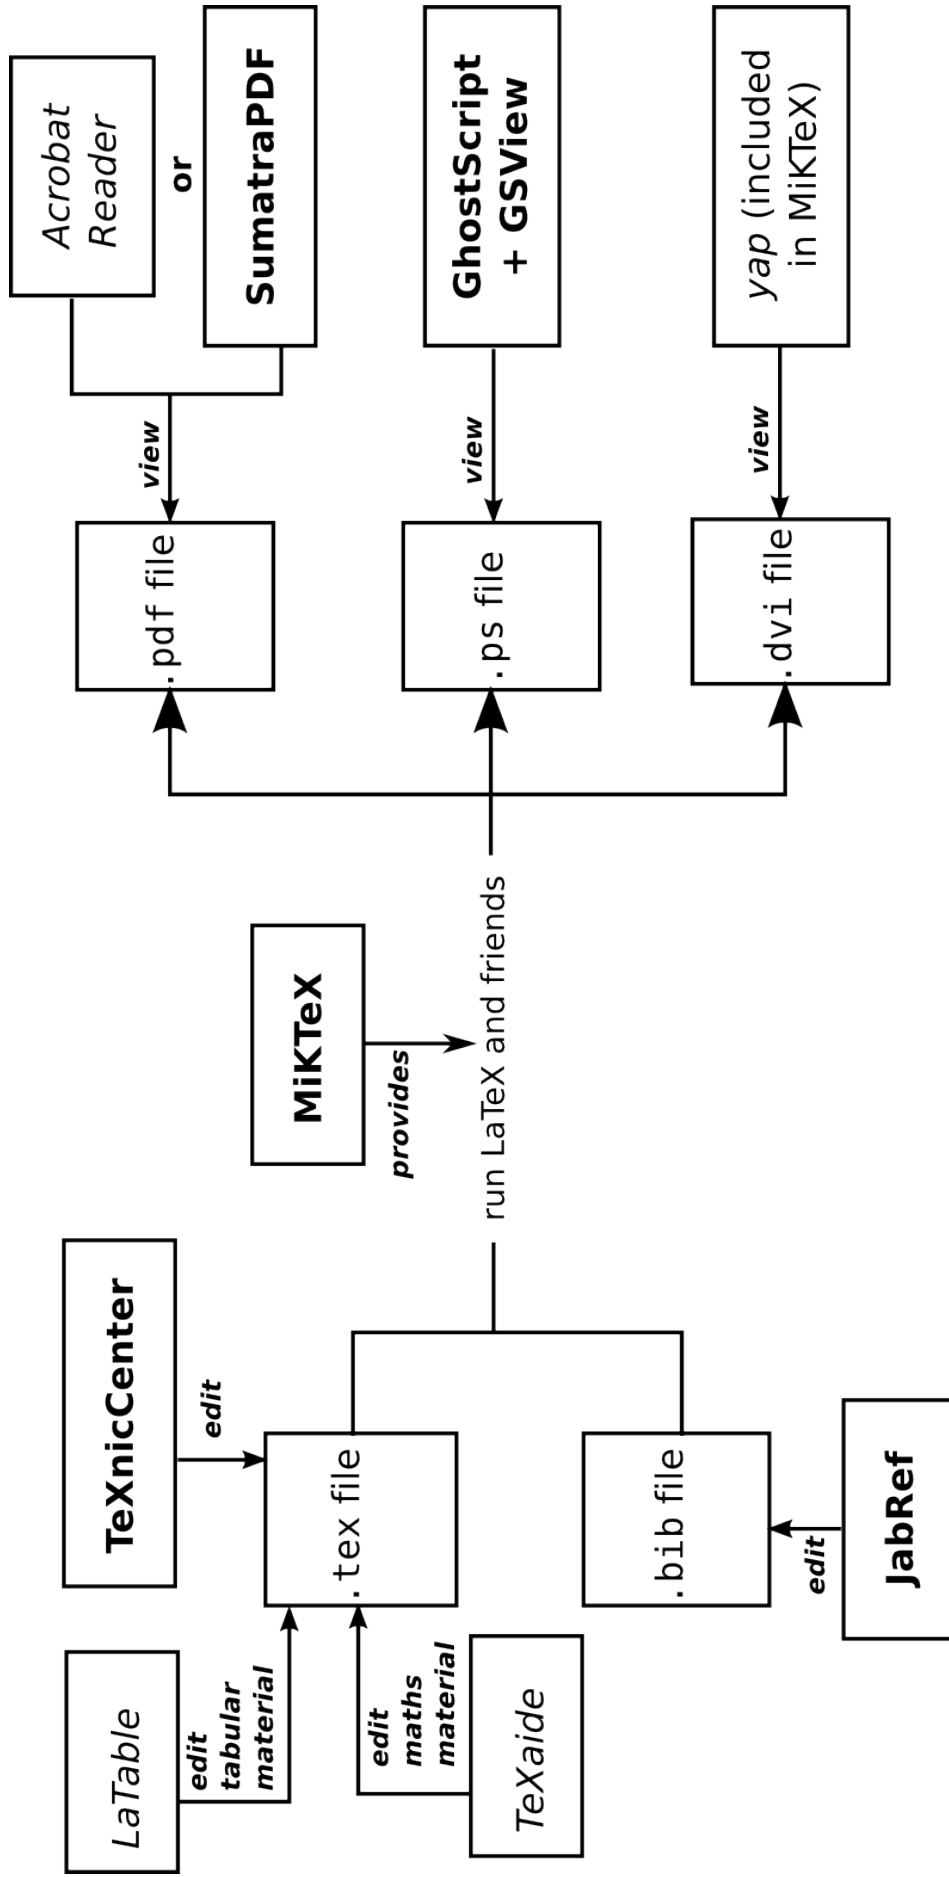 LaTable
edit
tabular
material
TeXnicCenter
edit
.tex file
edit
maths
material
TeXaide
.bib file
edit
JabRef
MiKTeX
provides
run LaTeX and friends
.pdf file
view
Acrobat
Reader
or
SumatraPDF
.ps file
view
GhostScript
+ GSView
.dvi file
view
yap (included
in MiKTeX)